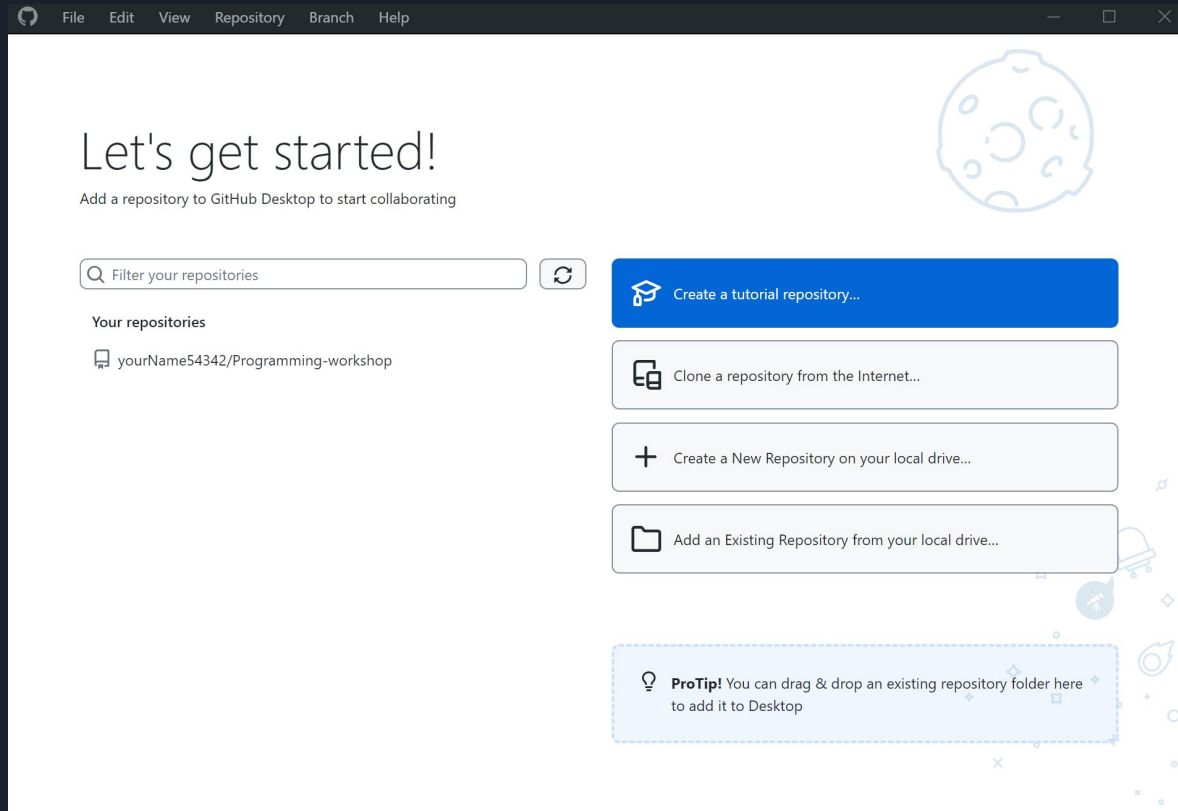 File Edit View Repository Branch Help
Let's get started!
Add a repository to GitHub Desktop to start collaborating
Filter your repositories
Your repositories
yourName54342/Programming-workshop
Create a tutorial repository...
Clone a repository from the Internet...
Create a New Repository on your local drive...
Add an Existing Repository from your local drive...
ProTip! You can drag & drop an existing repository folder here
to add it to Desktop